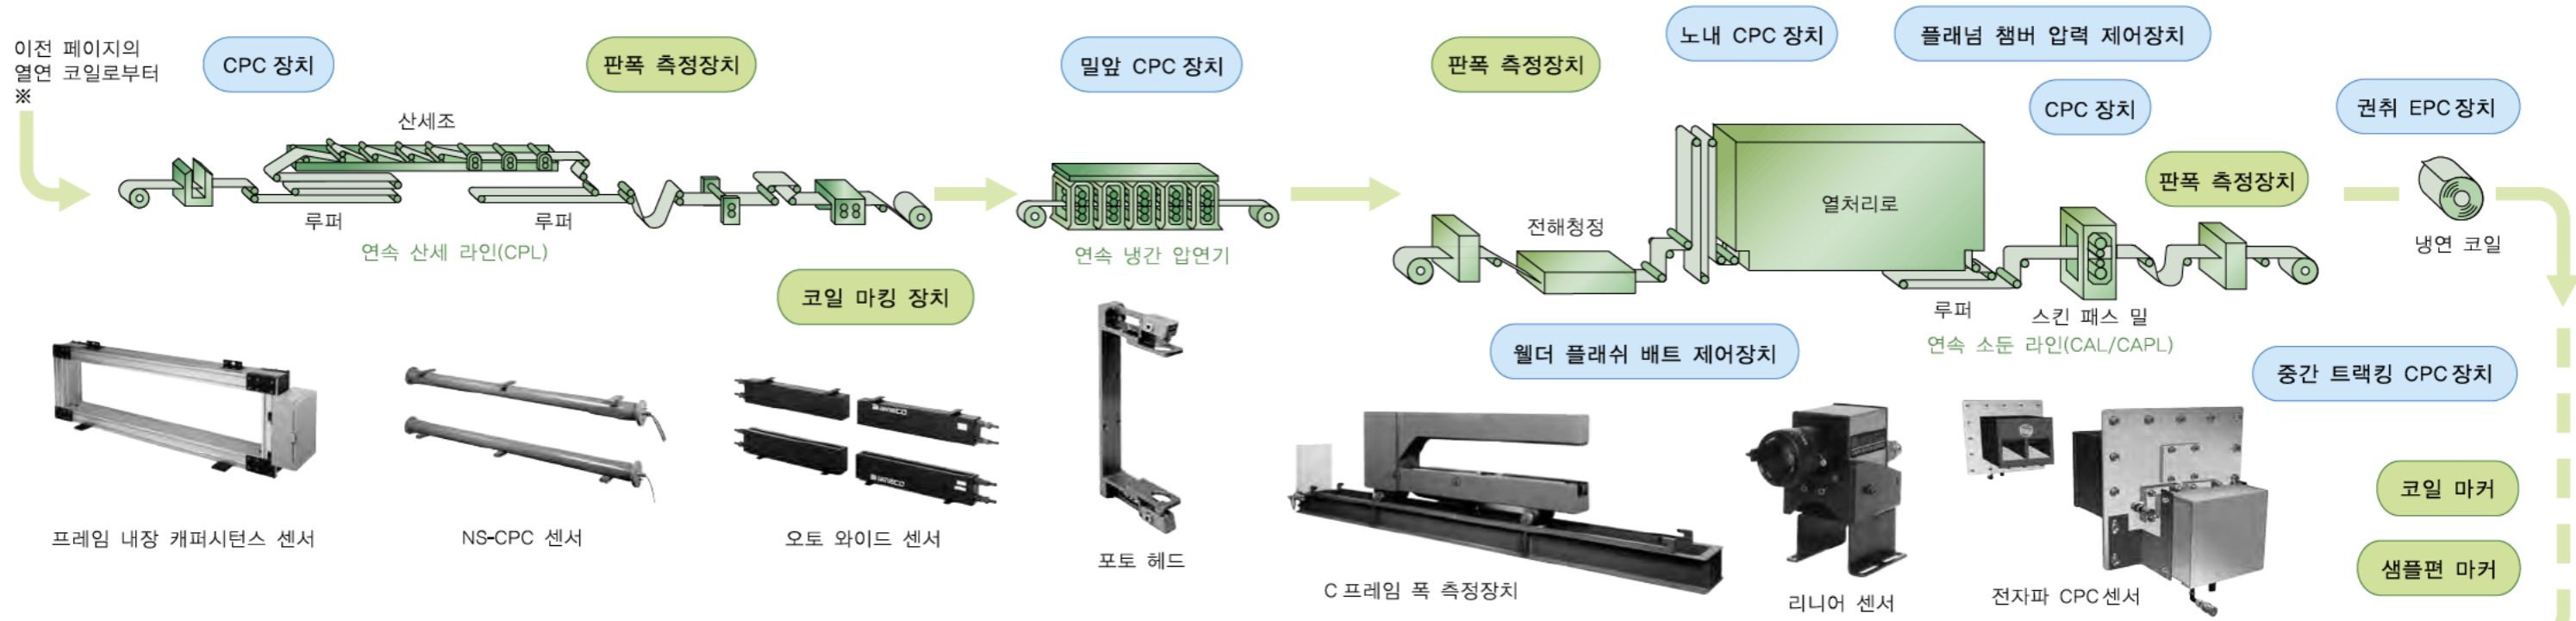 이전 페이지의
열연 코일로부터
※
CPC 장치
판폭 측정장치
산세조
루퍼
루퍼
연속 산세 라인(CPL)
코일 마킹 장치
밀앞 CPC 장치
연속 냉간 압연기
판폭 측정장치
노내 CPC 장치
플래넘 챔버 압력 제어장치
CPC 장치
판폭 측정장치
권취 EPC 장치
전해청정
열처리로
루퍼
스킨 패스 밀
연속 소둔 라인(CAL/CAPL)
냉연 코일
웰더 플래쉬 배트 제어장치
중간 트랙킹 CPC 장치
코일 마커
샘플편 마커
프레임 내장 캐퍼시턴스 센서
NS-CPC 센서
오토 와이드 센서
포토 헤드
C 프레임 폭 측정장치
리니어 센서
전자파 CPC 센서